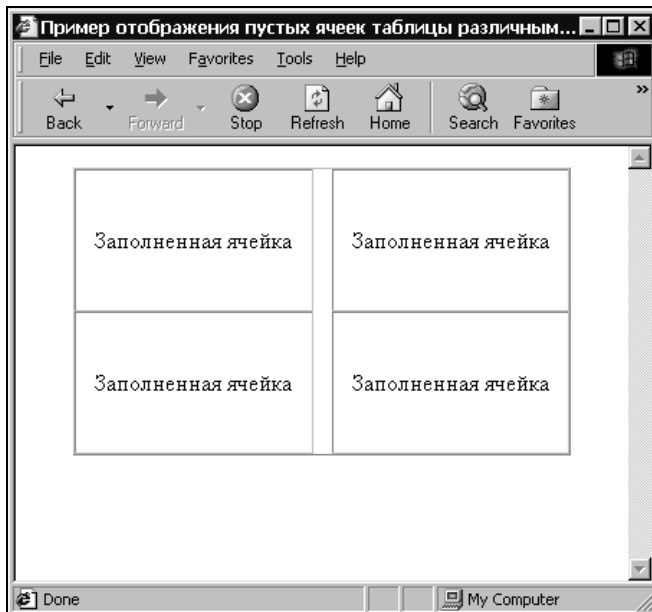 Пример отображения пустых ячеек таблицы различным...
File Edit View Favorites Tools Help
»
Back Forward Stop Refresh Home Search Favorites
Заполненная ячейка Заполненная ячейка
Заполненная ячейка Заполненная ячейка
Done My Computer